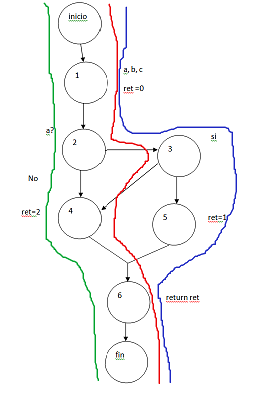 inicio
1
a, b, c
ret =0
a?
2
3
si
No
ret=2
4
5
ret=1
6
return ret
fin